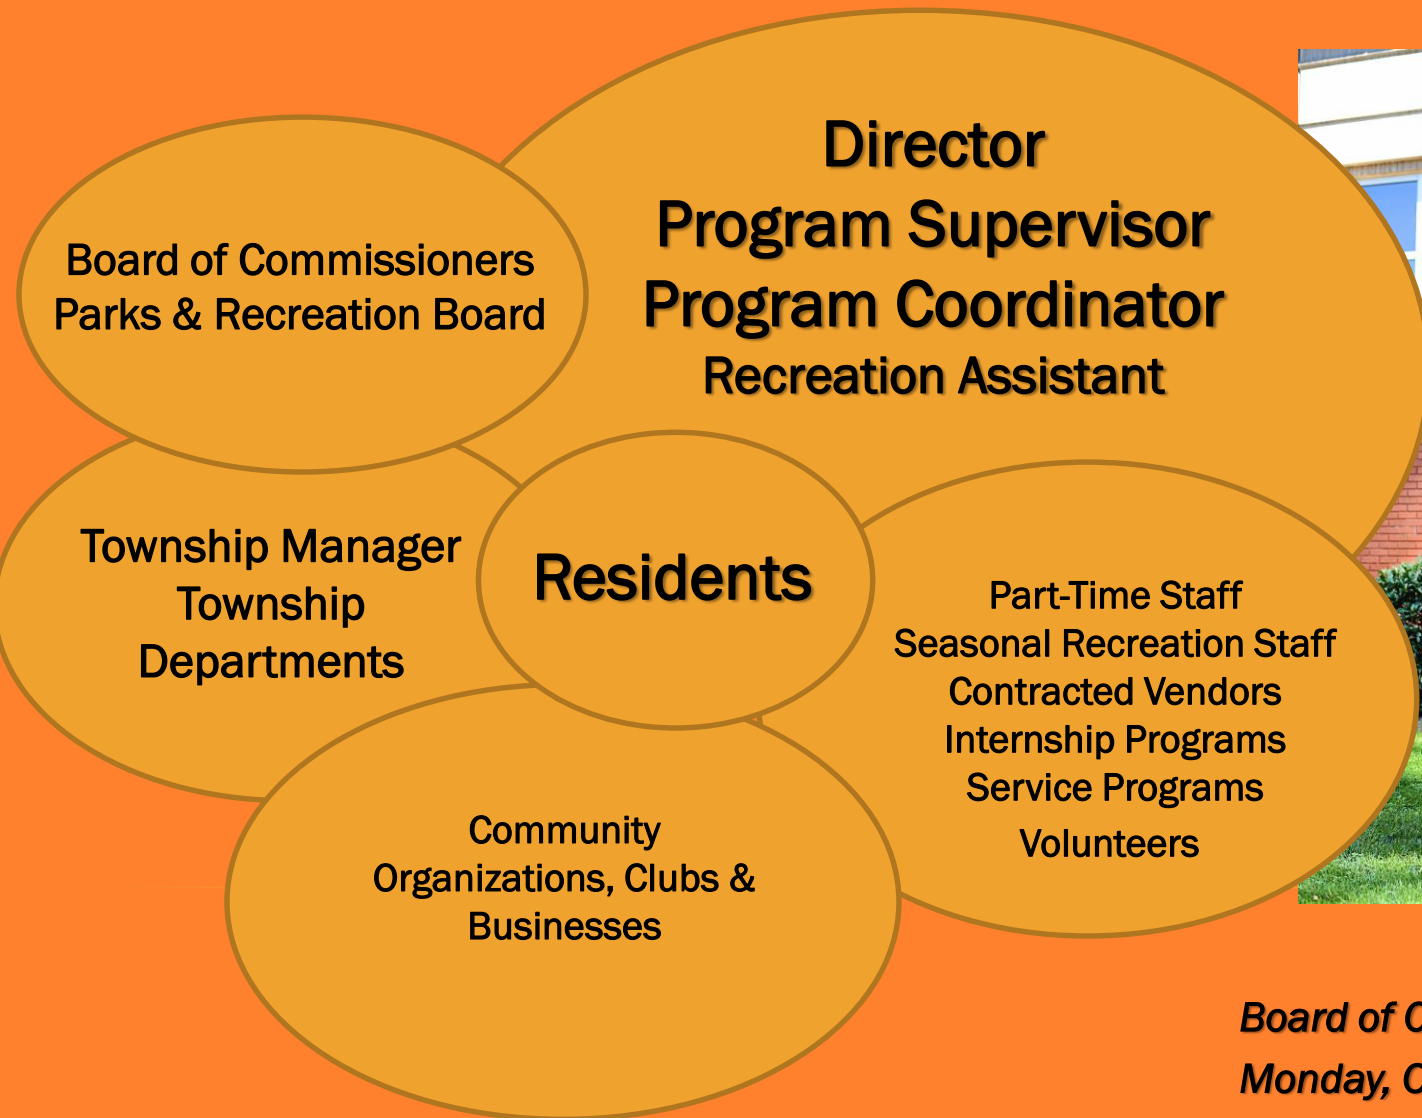 Director
Program Supervisor
Program Coordinator
Recreation Assistant
Board of Commissioners
Parks & Recreation Board
Township Manager
Township
Departments
Residents
Part-Time Staff
Seasonal Recreation Staff
Contracted Vendors
Internship Programs
Service Programs
Volunteers
Community
Organizations, Clubs &
Businesses
Board of
Monday,